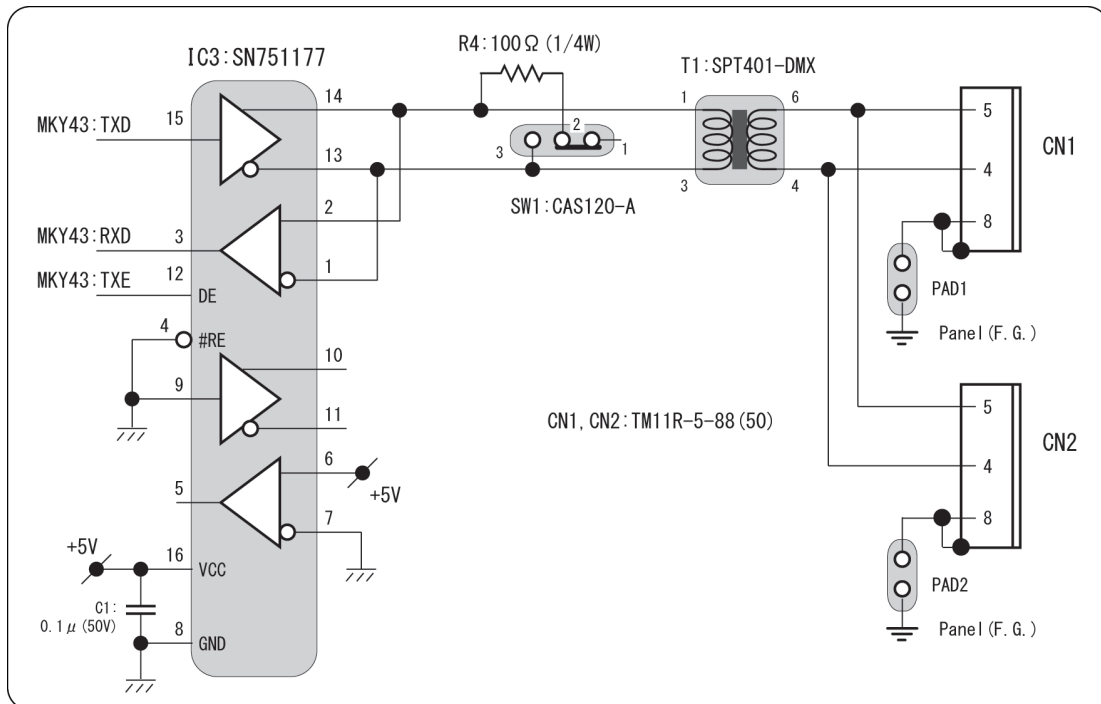 R4:100Ω(1/4W)
IC3:SN751177
T1:SPT401-DMX
14
1
6
MKY43:TXD
15
2
5
CN1
13
3
1
3
4
4
2
SW1:CAS120-A
8
MKY43:RXD
3
1
MKY43:TXE
12
DE
PAD1
4
#RE
Panel(F.G.)
10
9
11
5
CN1,CN2:TM11R-5-88(50)
CN2
6
4
5
+5V
7
8
+5V
16
VCC
PAD2
C1:
0.1μ(50V)
8
GND
Panel(F.G.)